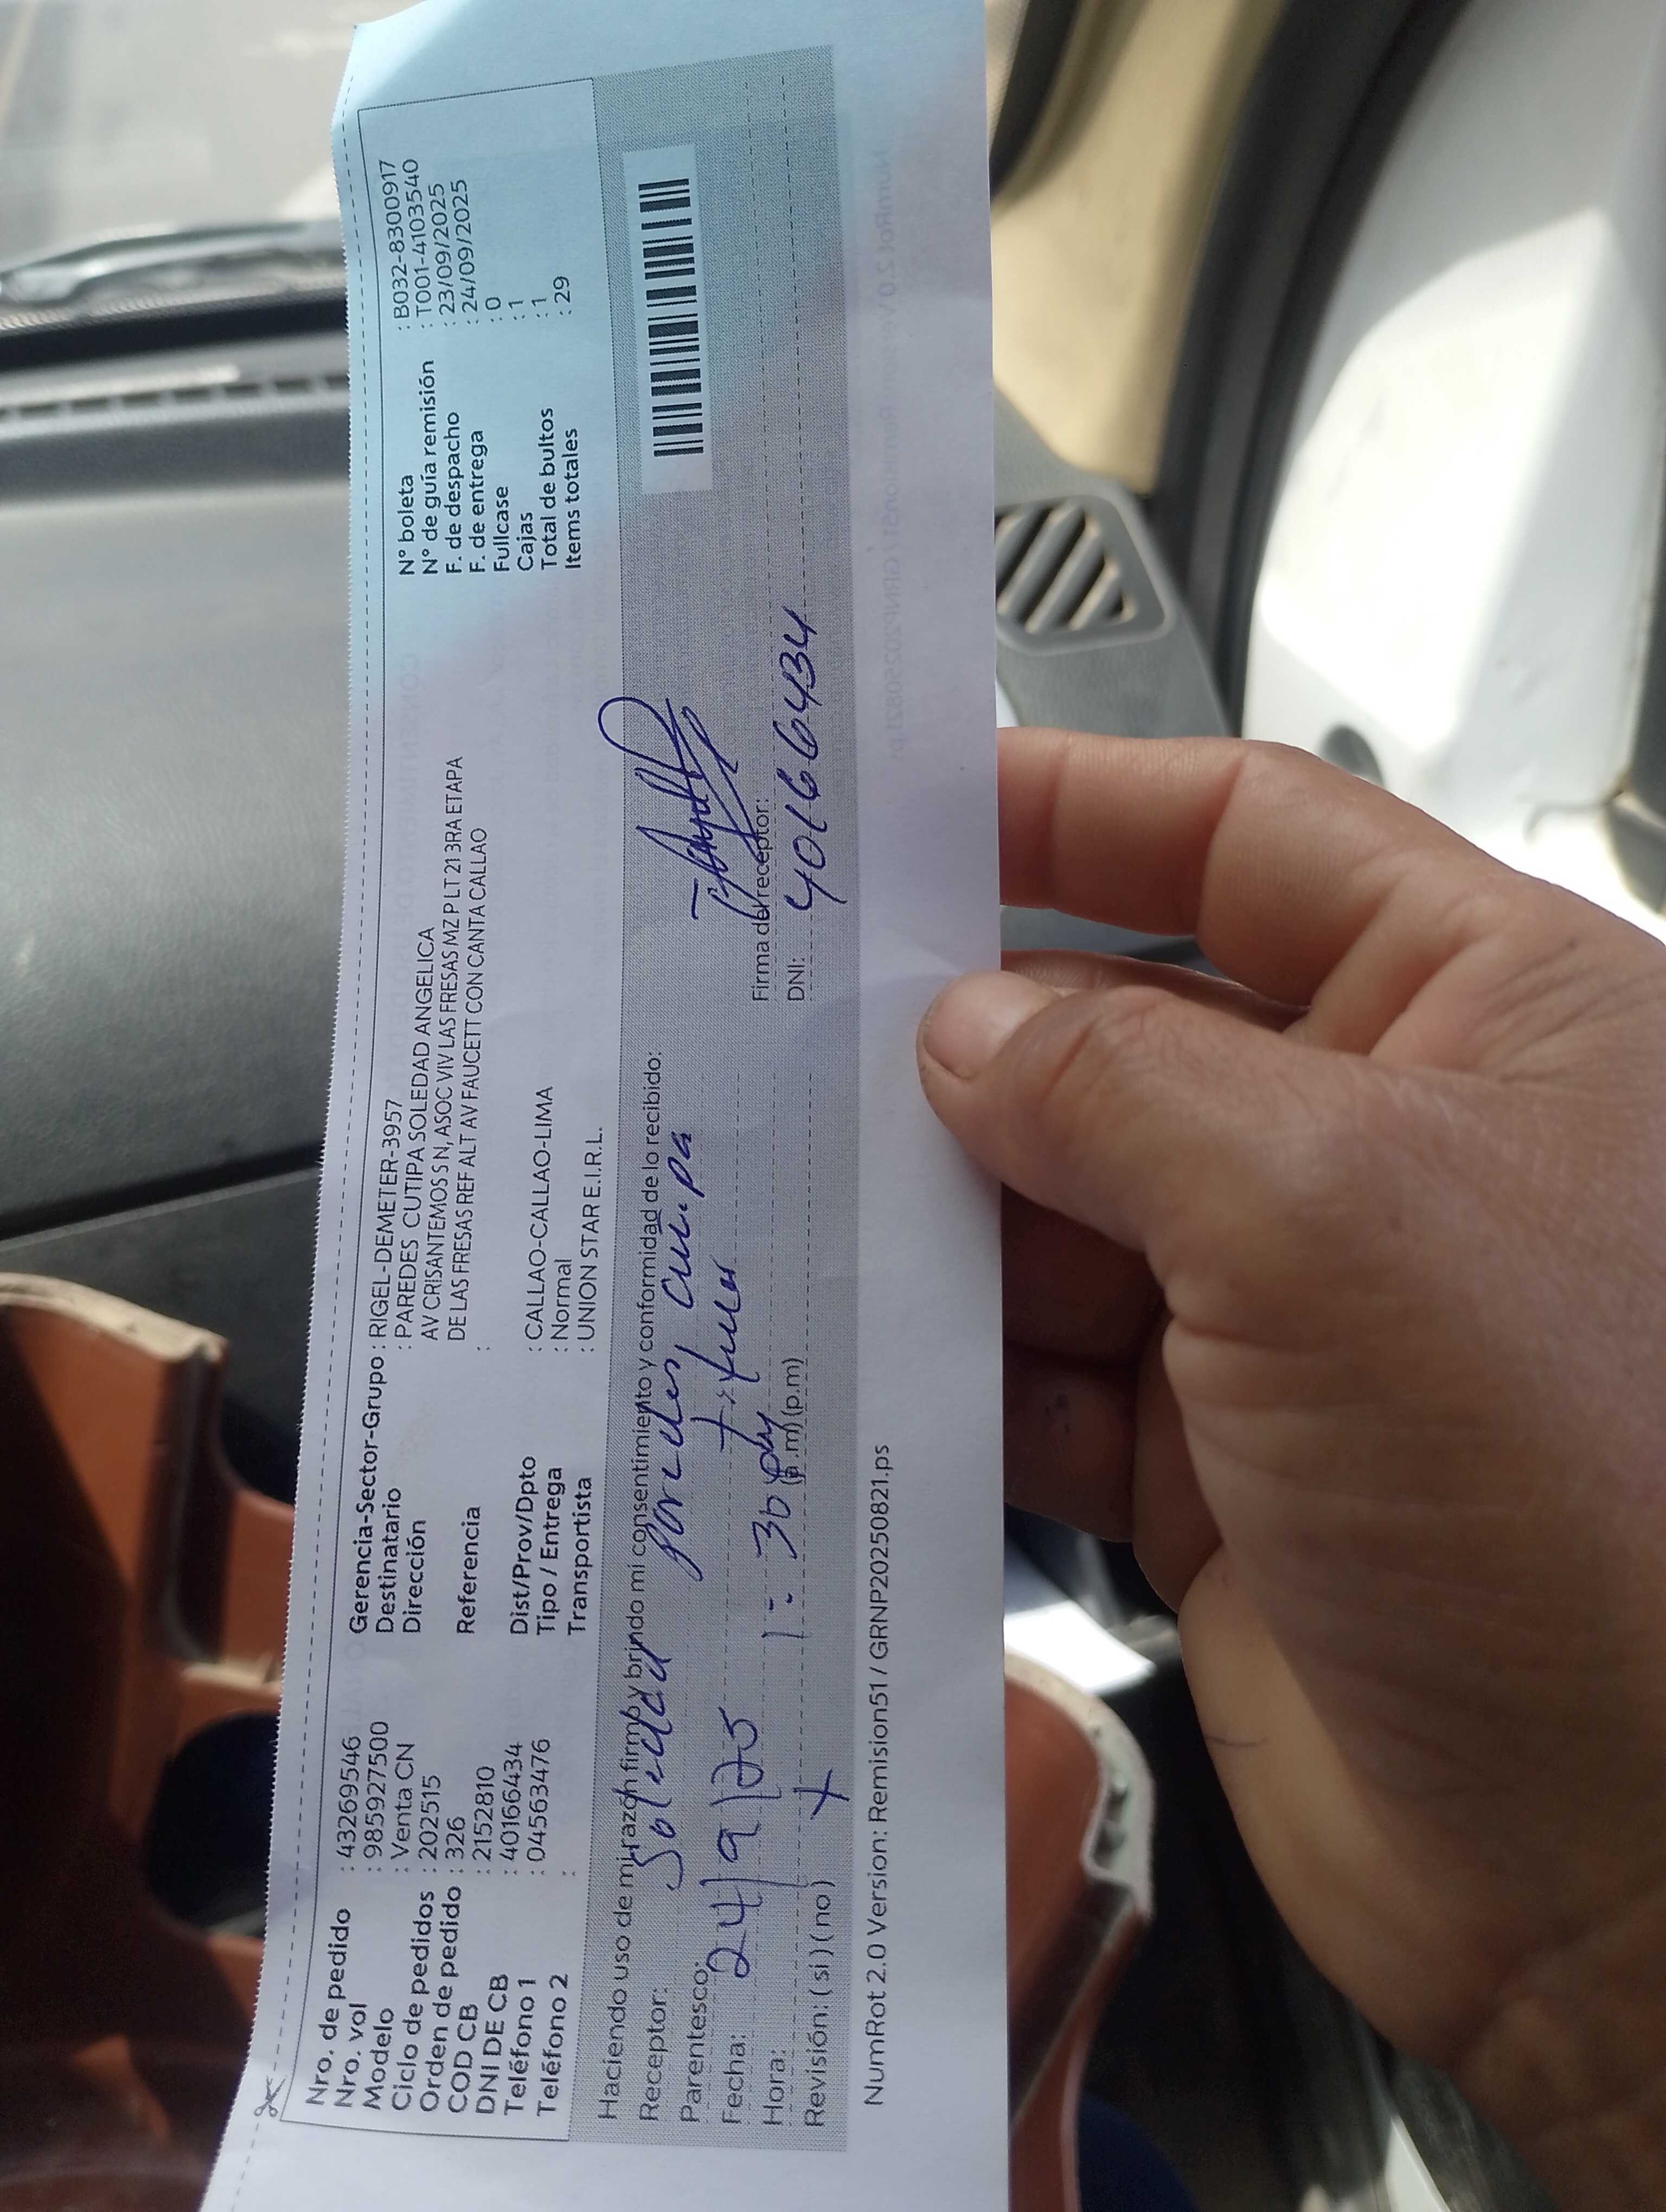 Nro. de pedido : 43269546
Nro. vol : 985927500
Modelo : Venta CN
Ciclo de pedidos : 202515
Orden de pedido : 326
COD CB : 2152810
DNI DE CB : 40166434
Teléfono 1 : 04563476
Teléfono 2 :
Gerencia-Sector-Grupo : RIGEL-DEMETER-3957
Destinatario : PAREDES CUTIPA SOLEDAD ANGELICA
Dirección AV CRISANTEMOS S N, ASOC VIV LAS FRESAS MZ P LT 21 3RA ETAPA
DE LAS FRESAS REF ALT AV FAUCETT CON CANTA CALLAO
Referencia :
Dist/Prov/Dpto : CALLAO-CALLAO-LIMA
Tipo / Entrega : Normal
Transportista : UNION STAR E.I.R.L.
N° boleta : B032-8300917
N° de guía remisión : T001-4103540
F. de despacho : 23/09/2025
F. de entrega : 24/09/2025
Fullcase : 0
Cajas : 1
Total de bultos : 1
Items totales : 29
Haciendo uso de mi razón firmo y brindo mi consentimiento y conformidad de lo recibido:
Receptor: Soledad paredes cutipa
Parentesco: titular
Fecha: 24/9/25
Hora: 1:30 pm (a.m) (p.m)
Revisión: ( si ) ( no ) X
Firma del receptor:
DNI: 40166434
NumRot 2.0 Version: Remision51 / GRNP20250821.ps